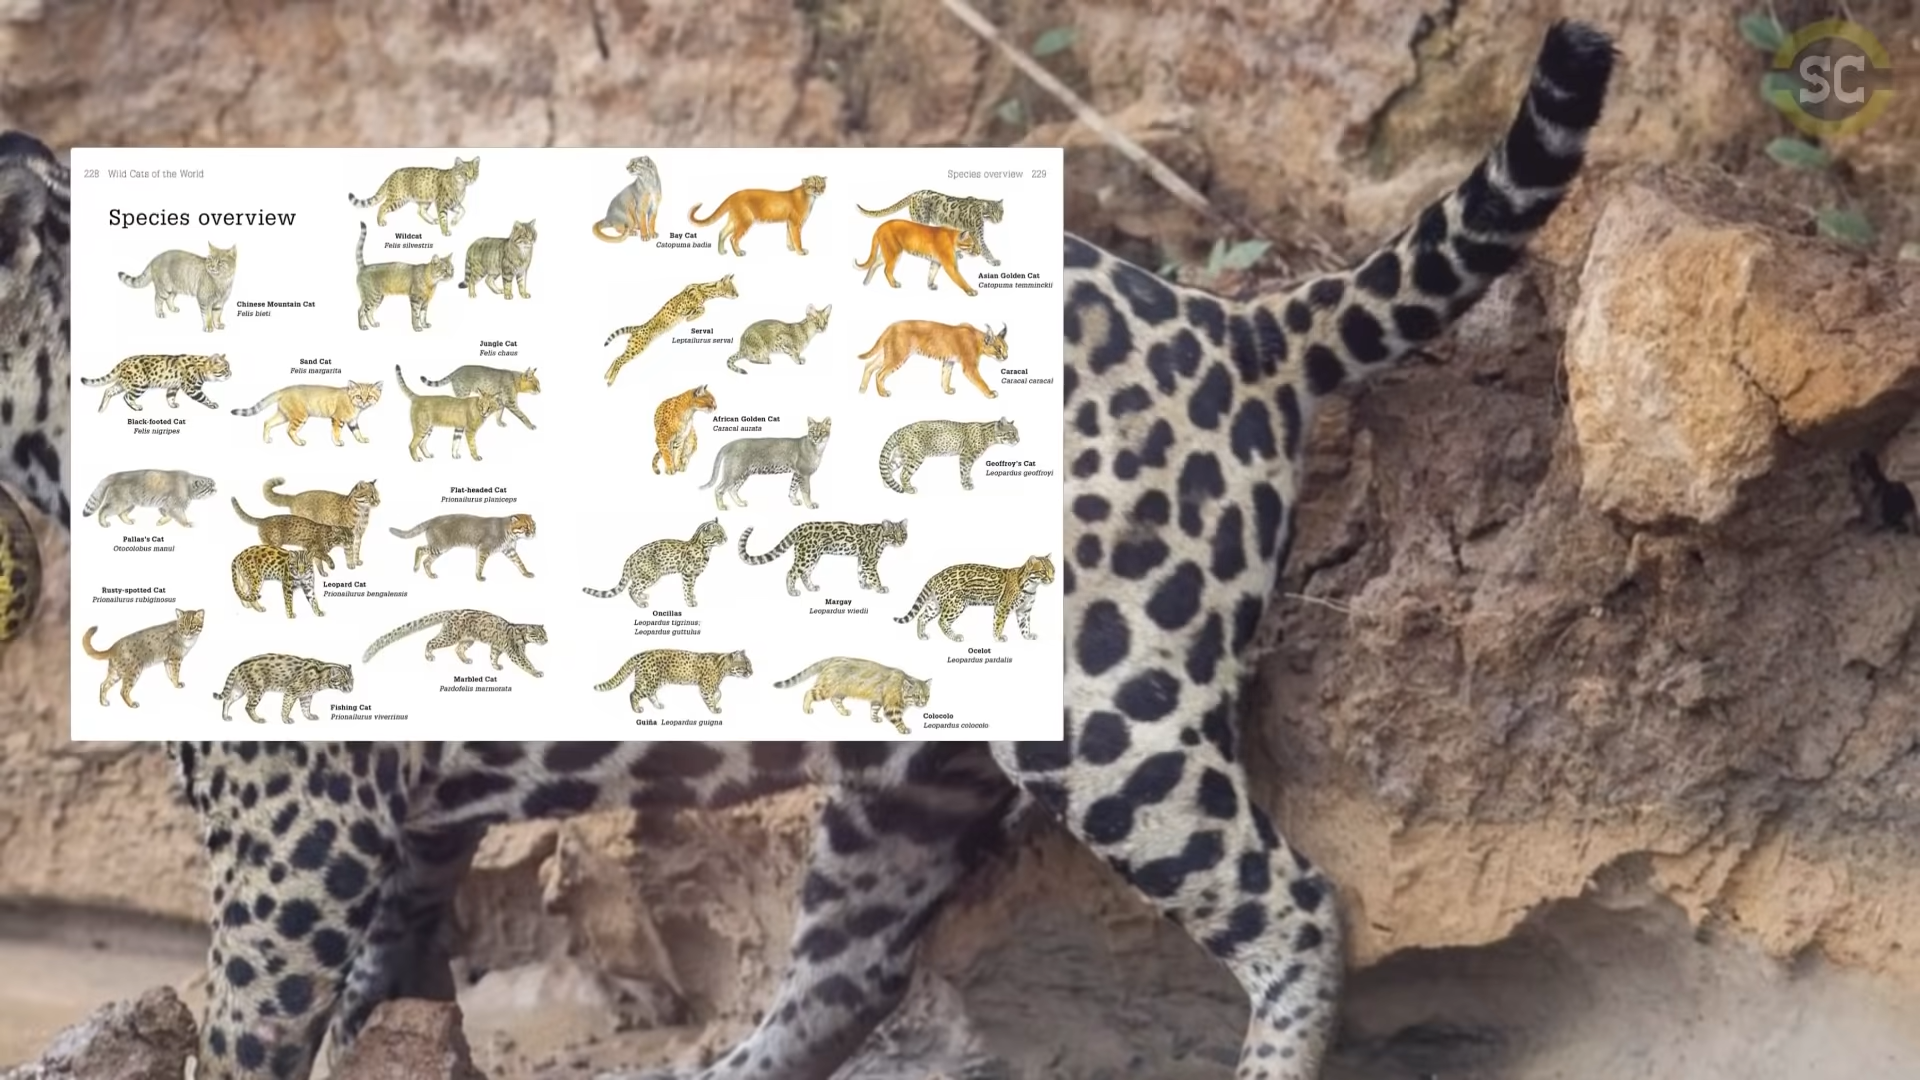 SC
228 Wild Cats of the World
Species overview 229
Species overview
Wildcat
Felis silvestris
Chinese Mountain Cat
Felis bieti
Jungle Cat
Felis chaus
Sand Cat
Felis margarita
Black-footed Cat
Felis nigripes
Flat-headed Cat
Prionailurus planiceps
Pallas's Cat
Otocolobus manul
Leopard Cat
Prionailurus bengalensis
Rusty-spotted Cat
Prionailurus rubiginosus
Marbled Cat
Pardofelis marmorata
Fishing Cat
Prionailurus viverrinus
Bay Cat
Catopuma badia
Asian Golden Cat
Catopuma temminckii
Serval
Leptailurus serval
Caracal
Caracal caracal
African Golden Cat
Caracal aurata
Geoffroy's Cat
Leopardus geoffroyi
Oncillas
Leopardus tigrinus;
Leopardus guttulus
Margay
Leopardus wiedii
Ocelot
Leopardus pardalis
Guiña Leopardus guigna
Colocolo
Leopardus colocolo